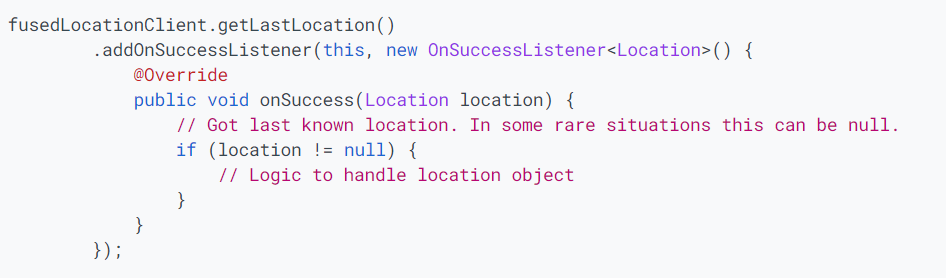 fusedLocationClient.getLastLocation()
        .addOnSuccessListener(this, new OnSuccessListener<Location>() {
            @Override
            public void onSuccess(Location location) {
                // Got last known location. In some rare situations this can be null.
                if (location != null) {
                    // Logic to handle location object
                }
            }
        });